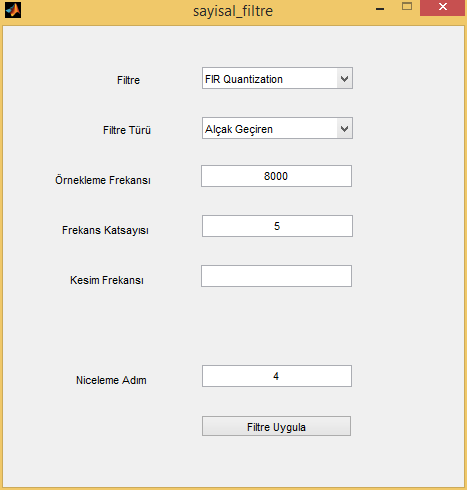 sayisal_filtre
Filtre FIR Quantization
Filtre Türü Alçak Geçiren
Örnekleme Frekansı 8000
Frekans Katsayısı 5
Kesim Frekansı
Niceleme Adım 4
Filtre Uygula